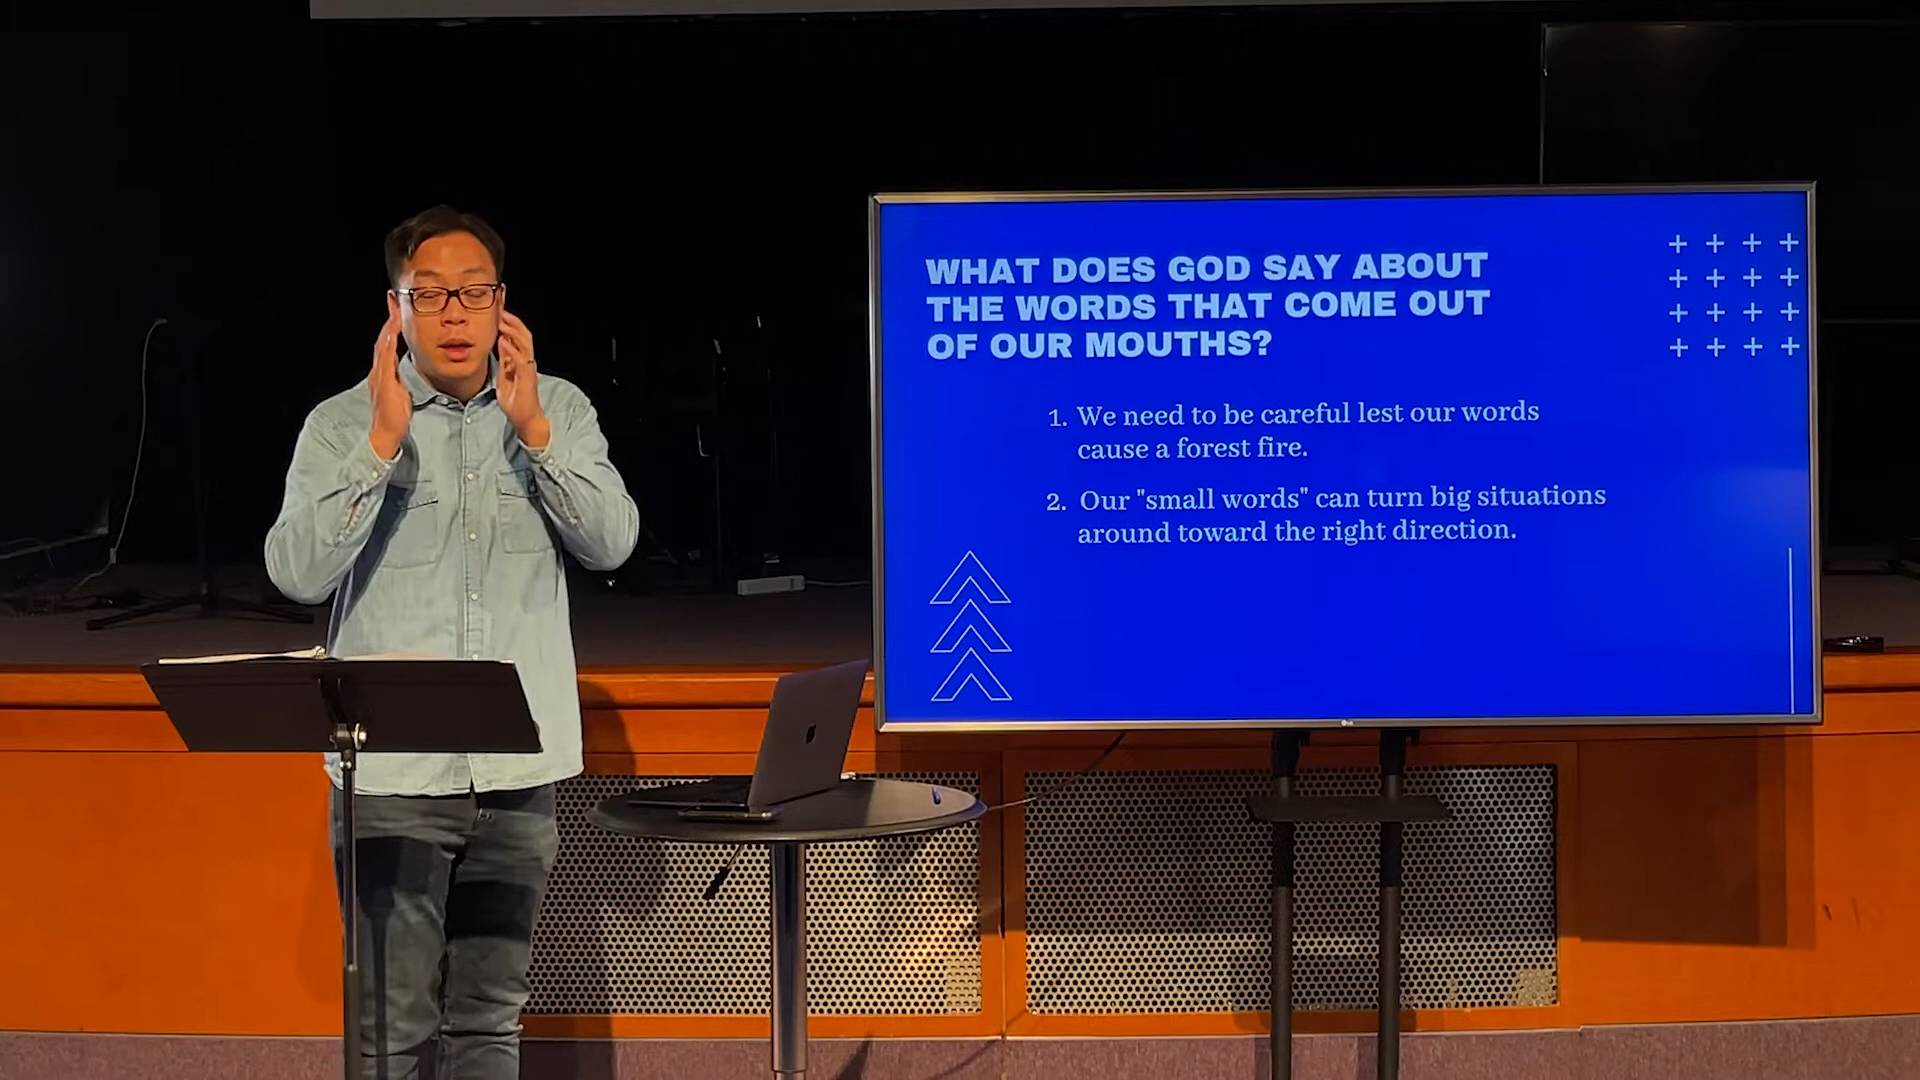 WHAT DOES GOD SAY ABOUT
THE WORDS THAT COME OUT
OF OUR MOUTHS?
1. We need to be careful lest our words
cause a forest fire.
2. Our "small words" can turn big situations
around toward the right direction.